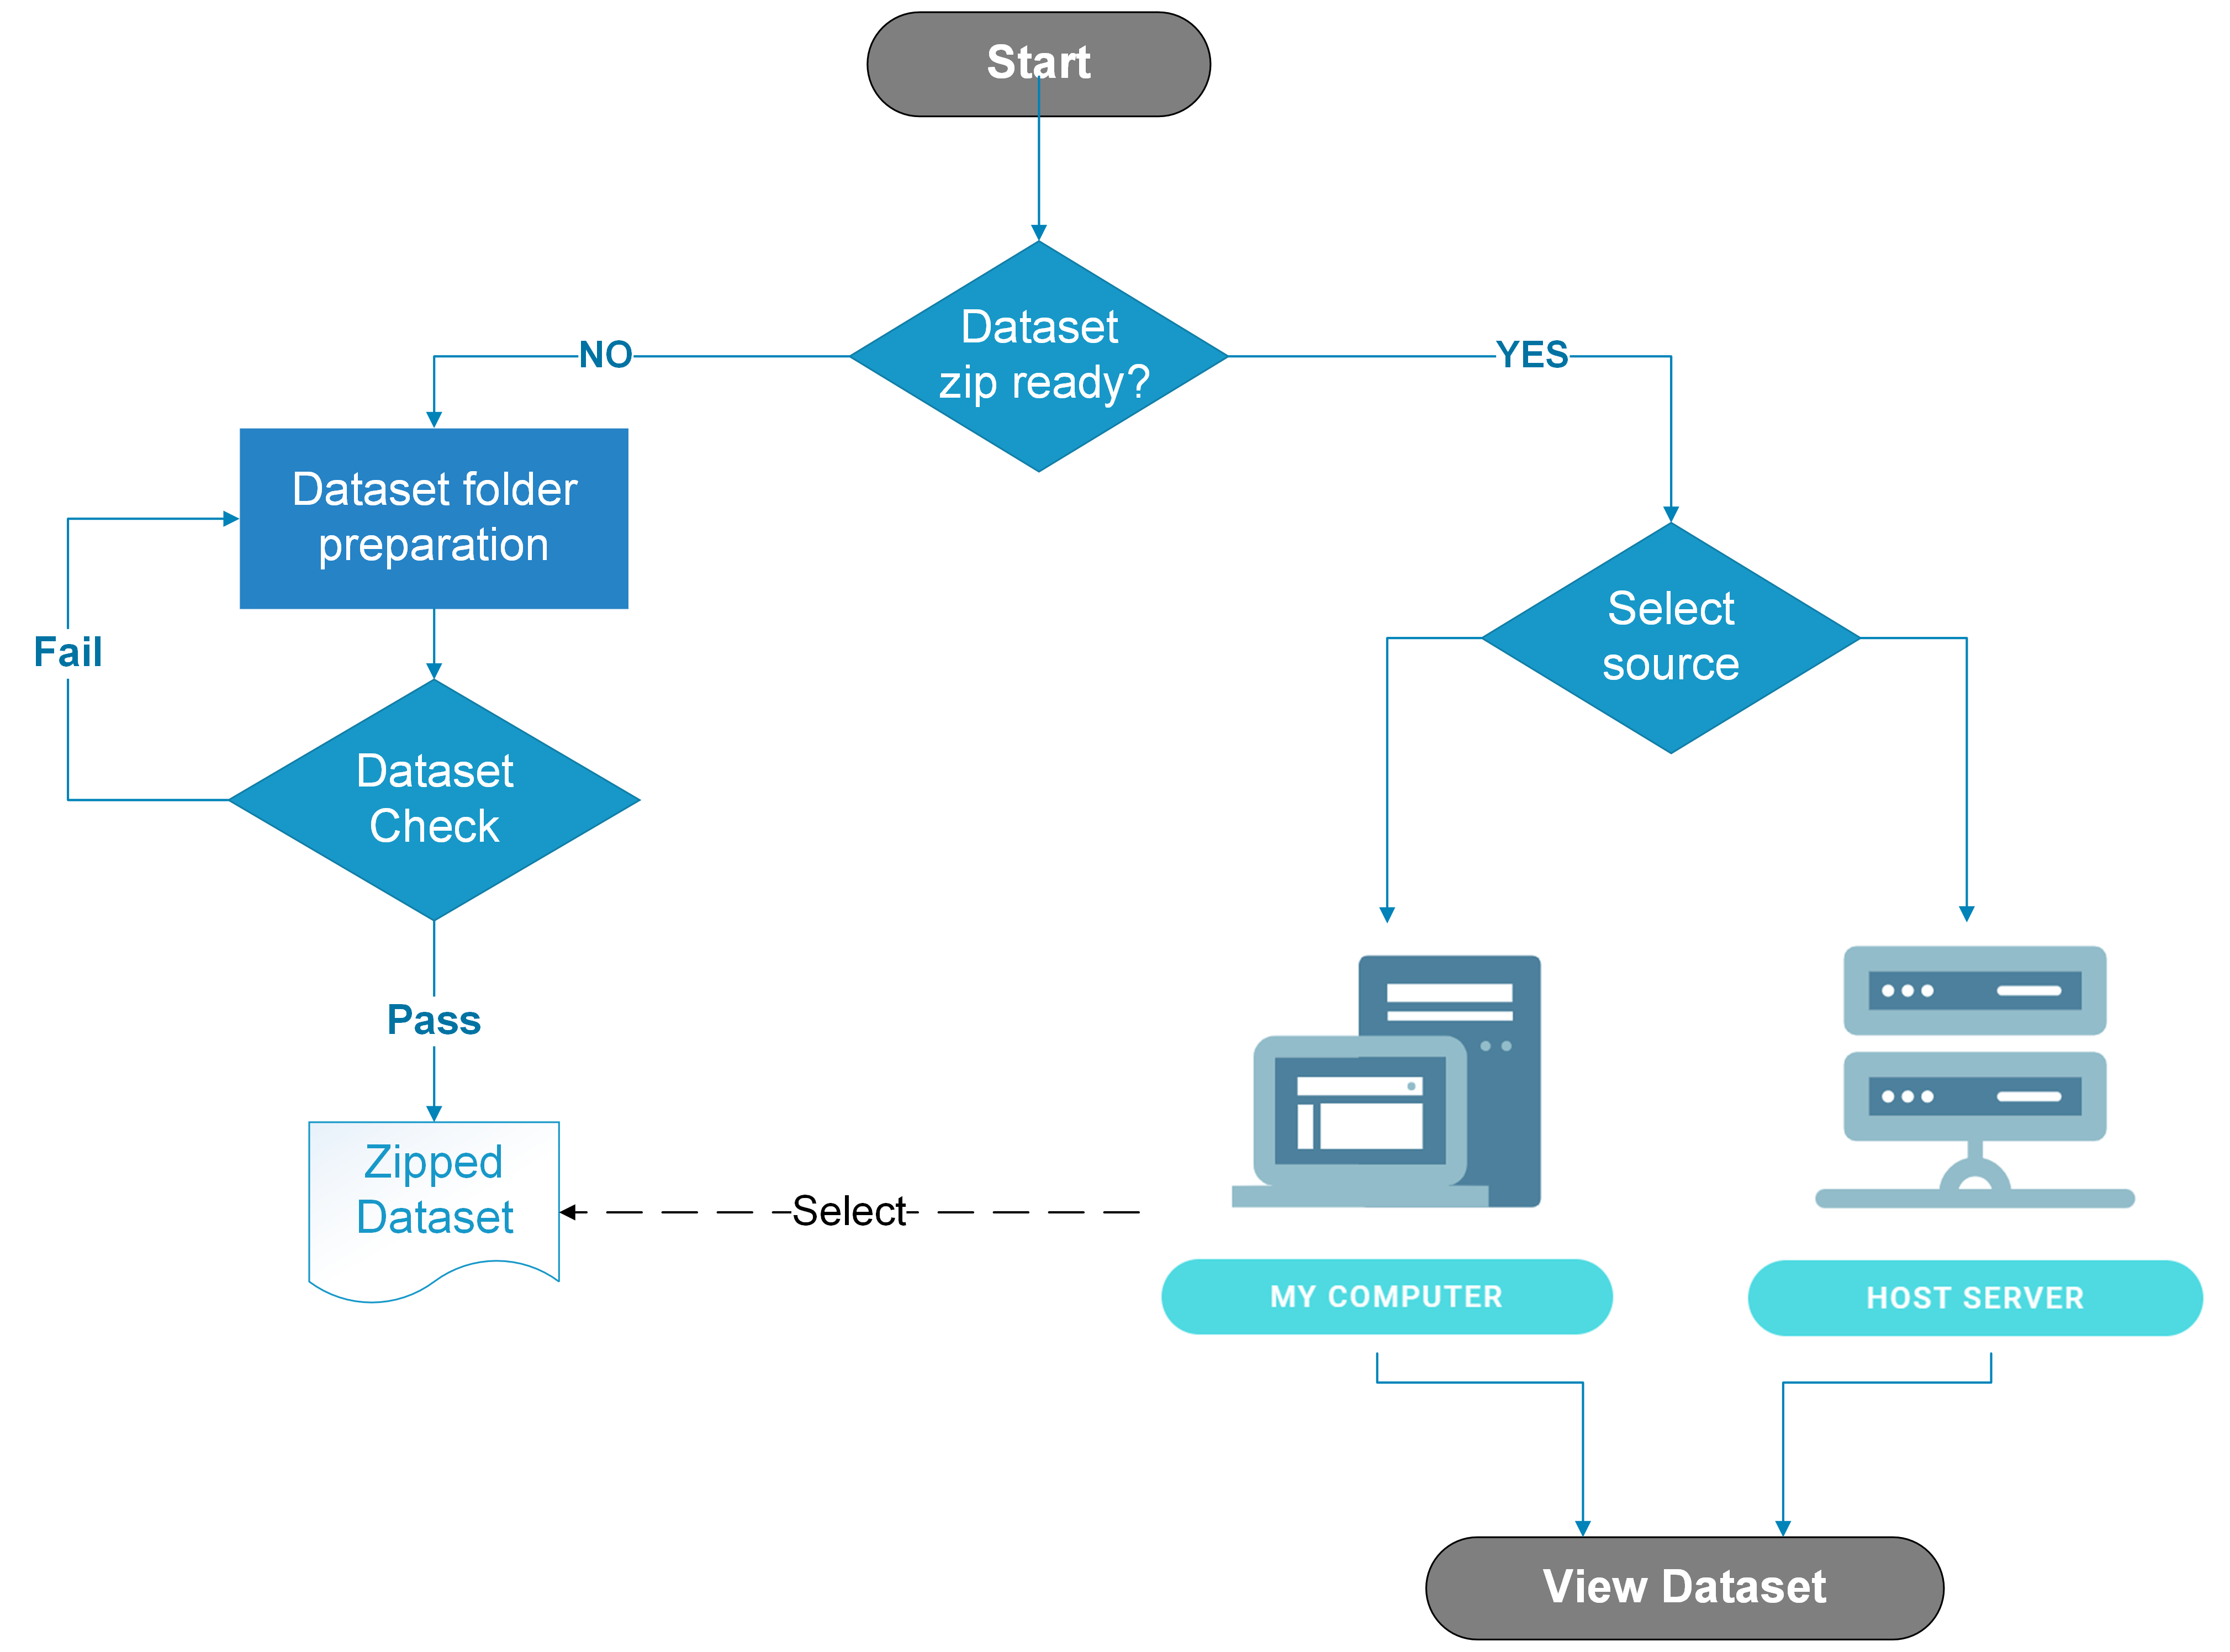 Start
Dataset
zip ready?
NO
YES
Dataset folder
preparation
Select
source
Fail
Dataset
Check
Pass
Zipped
Dataset
Select
MY COMPUTER
HOST SERVER
View Dataset